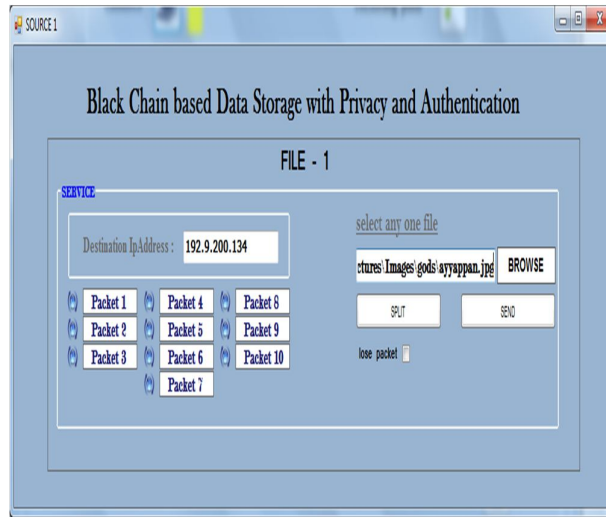 SOURCE 1
Black Chain based Data Storage with Privacy and Authentication
FILE - 1
SERVICE
Destination IpAddress : 192.9.200.134
select any one file
ctures\Images\gods\ayyappan.jpg BROWSE
SPLIT SEND
lose packet
Packet 1 Packet 4 Packet 8
Packet 2 Packet 5 Packet 9
Packet 3 Packet 6 Packet 10
Packet 7